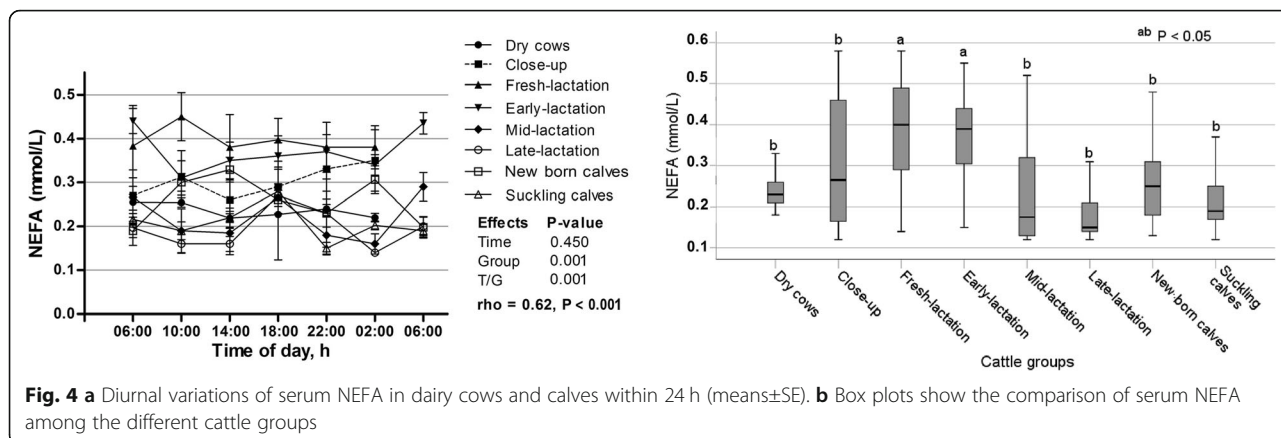 Dry cows
Close-up
Fresh-lactation
Early-lactation
Mid-lactation
Late-lactation
New born calves
Suckling calves
Effects P-value
Time 0.450
Group 0.001
T/G 0.001
rho = 0.62, P < 0.001
NEFA (mmol/L)
0.5
0.4
0.3
0.2
0.1
0.0
06:00 10:00 14:00 18:00 22:00 02:00 06:00
Time of day, h
ab P < 0.05
NEFA (mmol/L)
0.6
0.5
0.4
0.3
0.2
0.1
b b a a b b b b
Dry cows
Close-up
Fresh-lactation
Early-lactation
Mid-lactation
Late-lactation
New-born calves
Suckling
calves
Cattle groups
Fig. 4 a Diurnal variations of serum NEFA in dairy cows and calves within 24 h (means±SE). b Box plots show the comparison of serum NEFA
among the different cattle groups